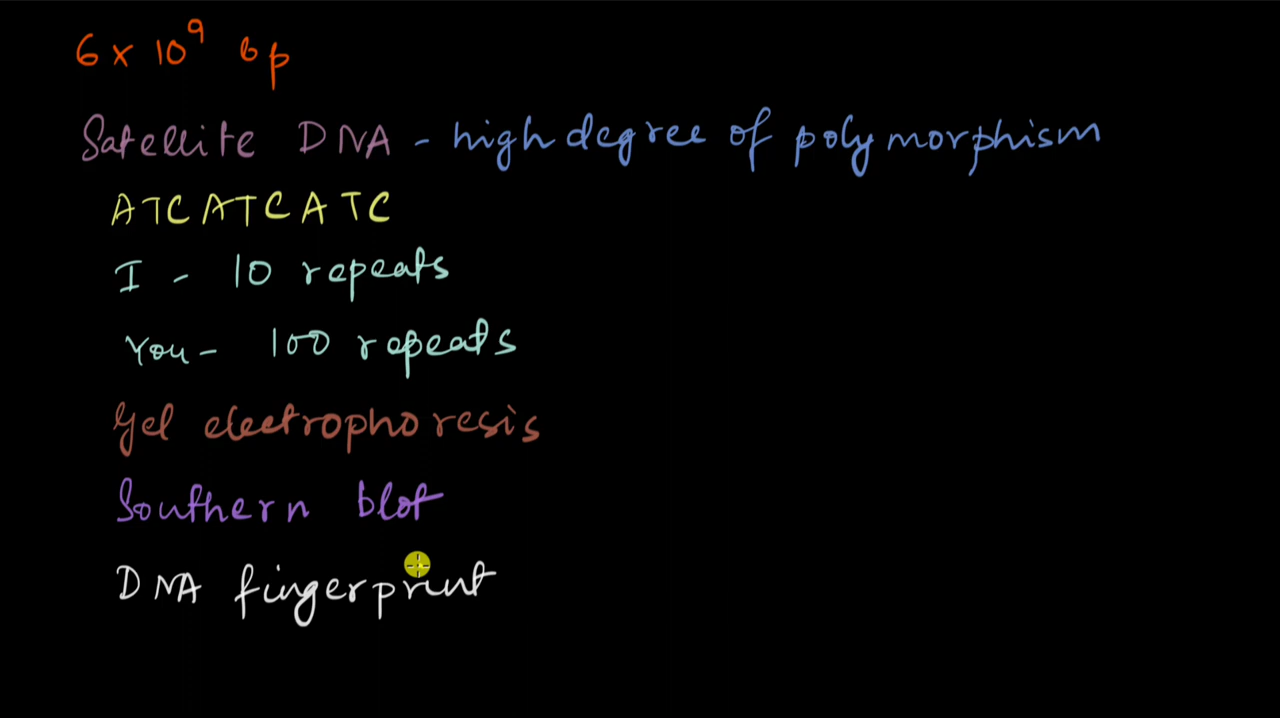 6 x 10⁹ bp
Satellite DNA - high degree of polymorphism
ATCATCATC
I - 10 repeats
You - 100 repeats
Gel electrophoresis
Southern blot
DNA fingerprint